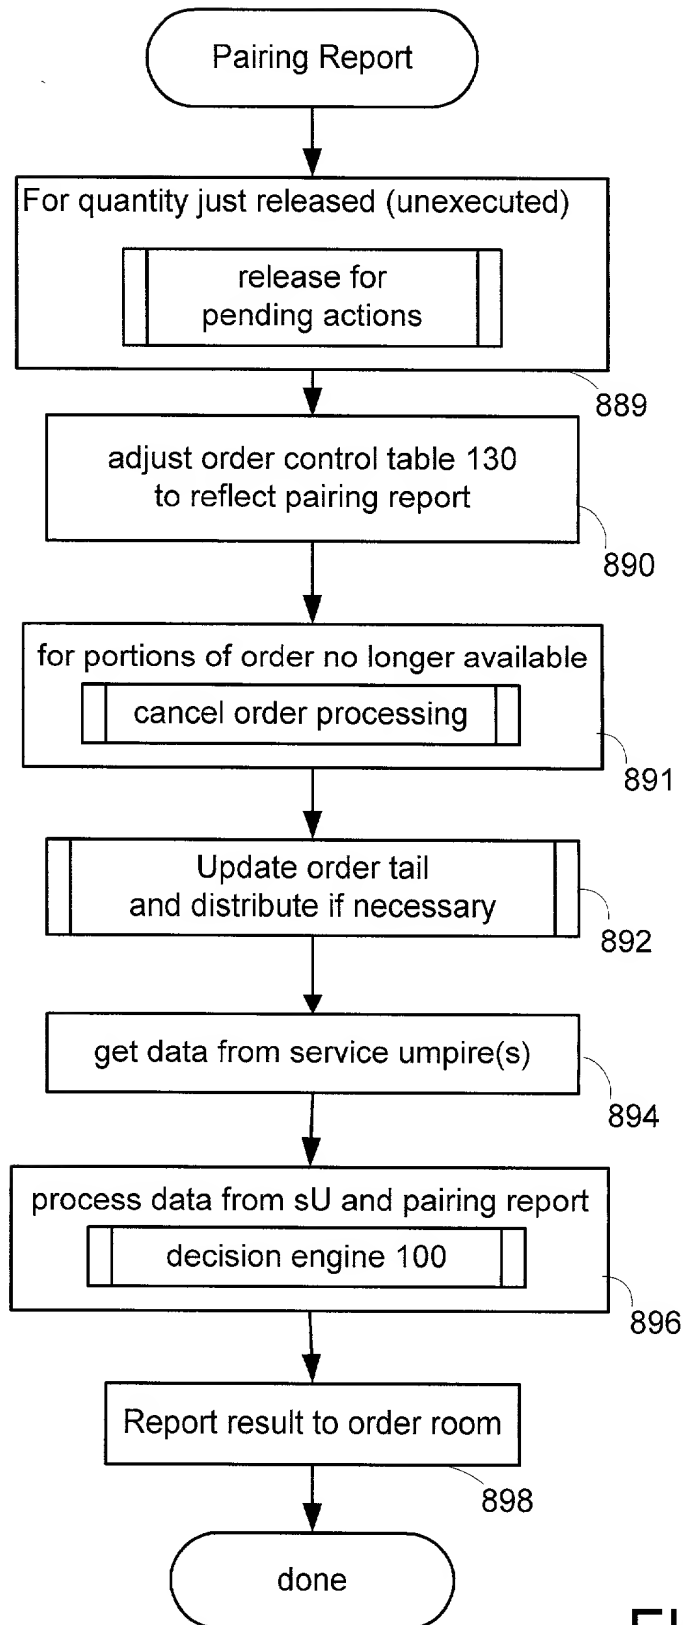 Pairing Report
For quantity just released (unexecuted)
release for
pending actions
889
adjust order control table 130
to reflect pairing report
890
for portions of order no longer available
cancel order processing
891
Update order tail
and distribute if necessary
892
get data from service umpire(s)
894
process data from sU and pairing report
decision engine 100
896
Report result to order room
898
done